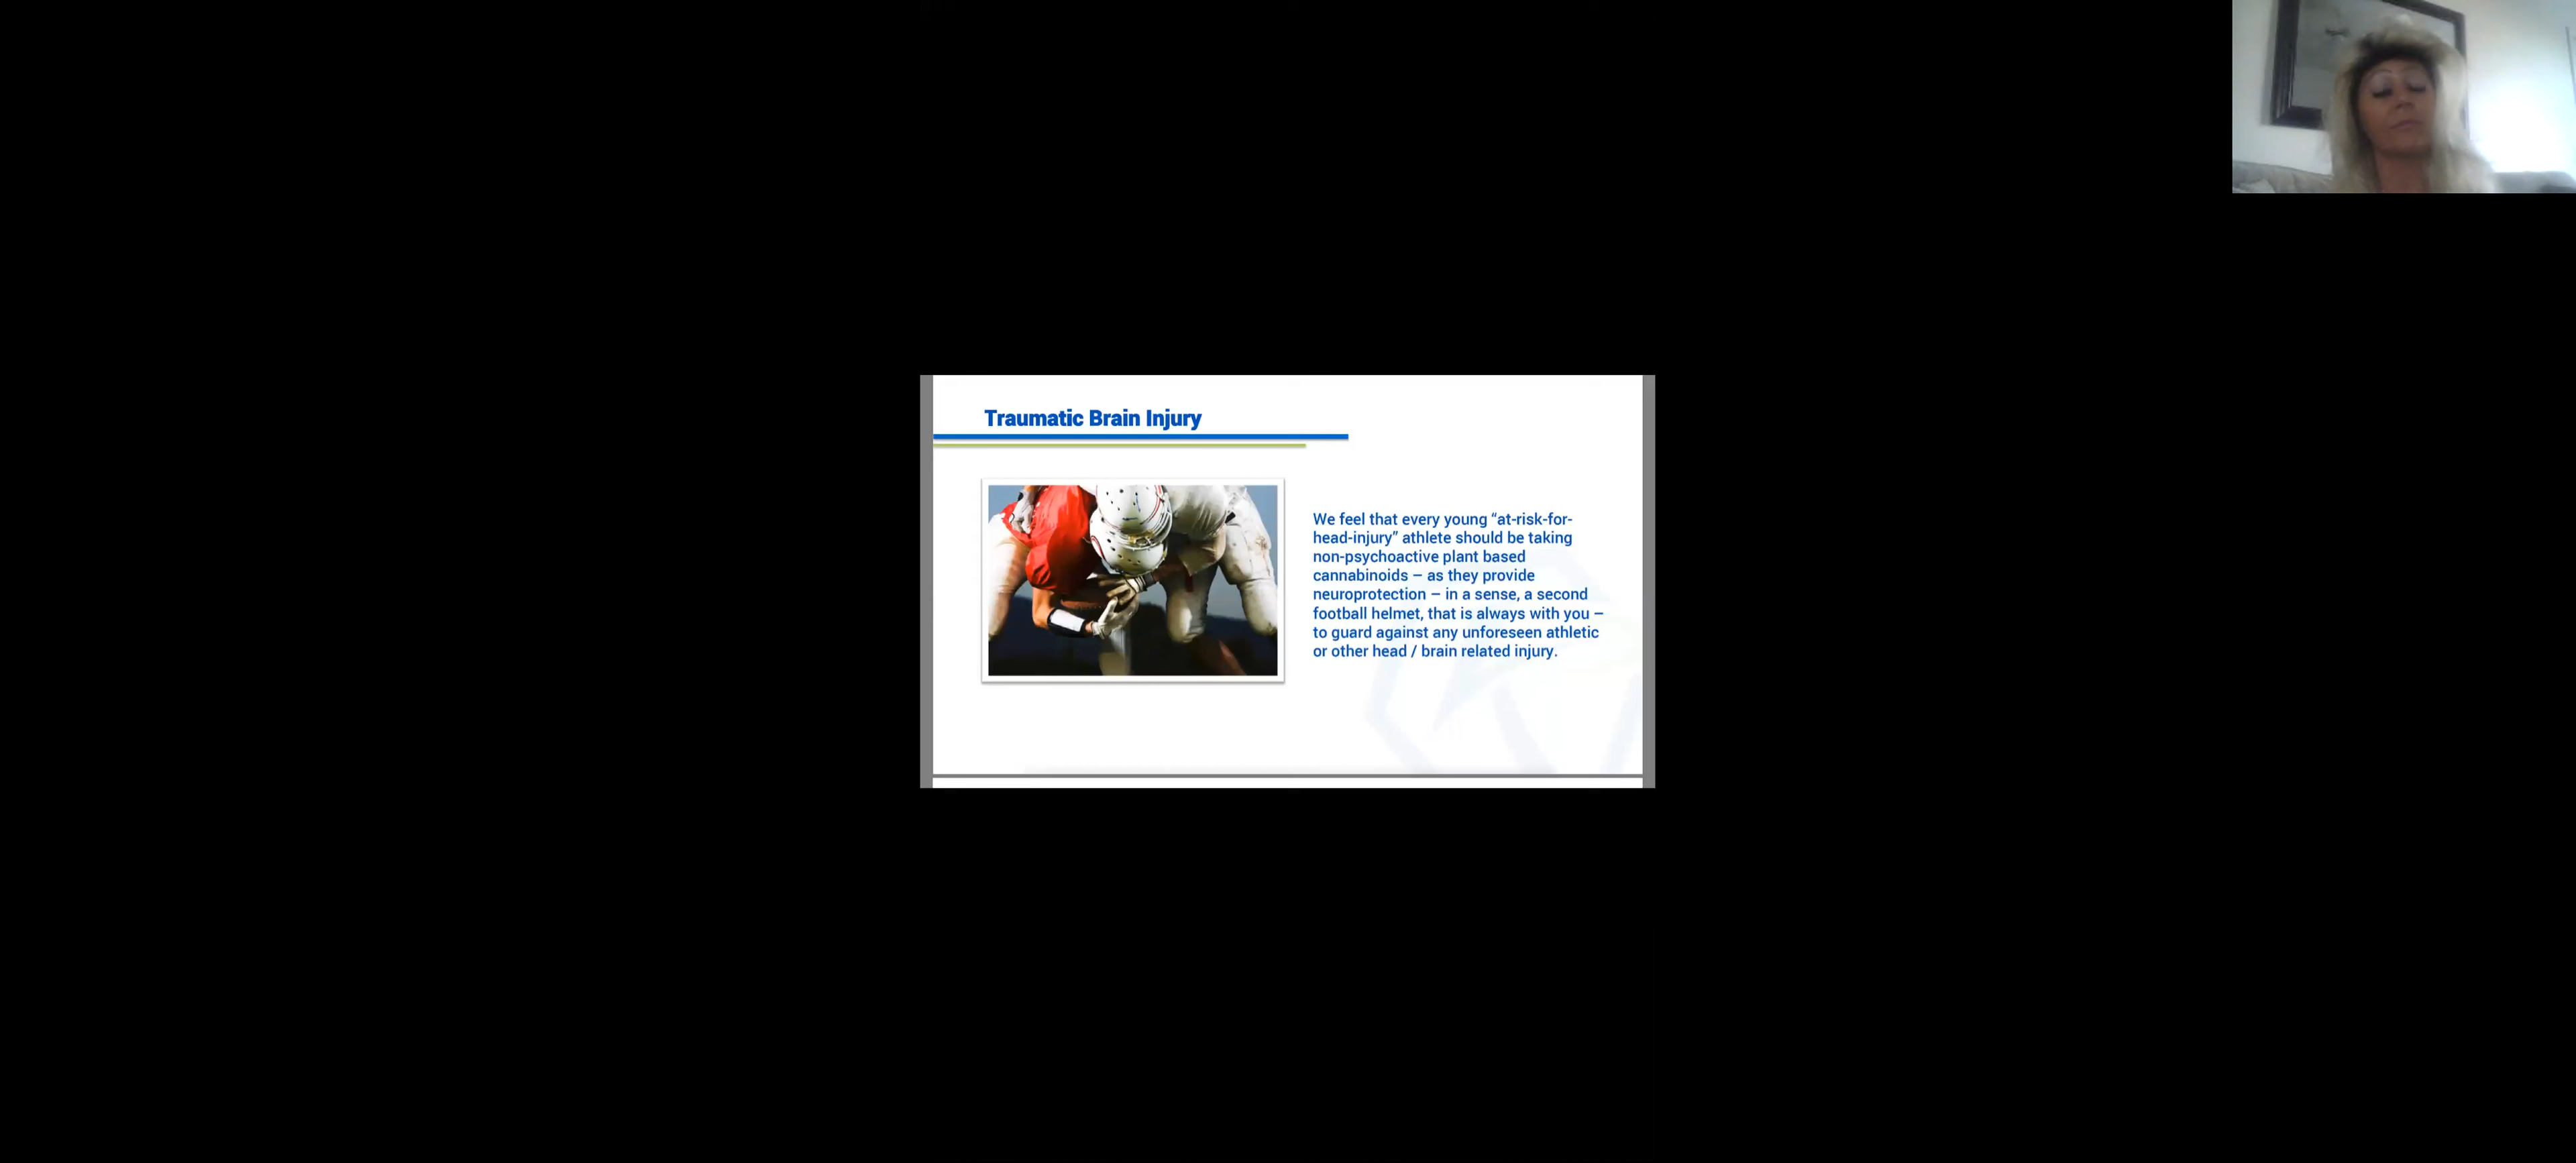 Traumatic Brain Injury
We feel that every young “at-risk-for-
head-injury” athlete should be taking
non-psychoactive plant based
cannabinoids – as they provide
neuroprotection – in a sense, a second
football helmet, that is always with you –
to guard against any unforeseen athletic
or other head / brain related injury.